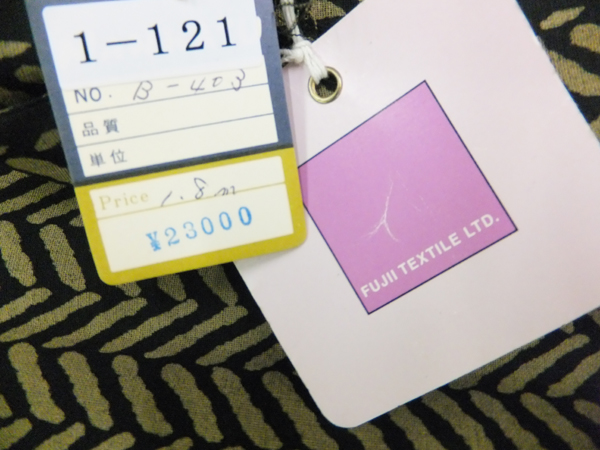 1-121
NO. B-403
品質
単位
Price 1.8m
¥23000
FUJII TEXTILE LTD.